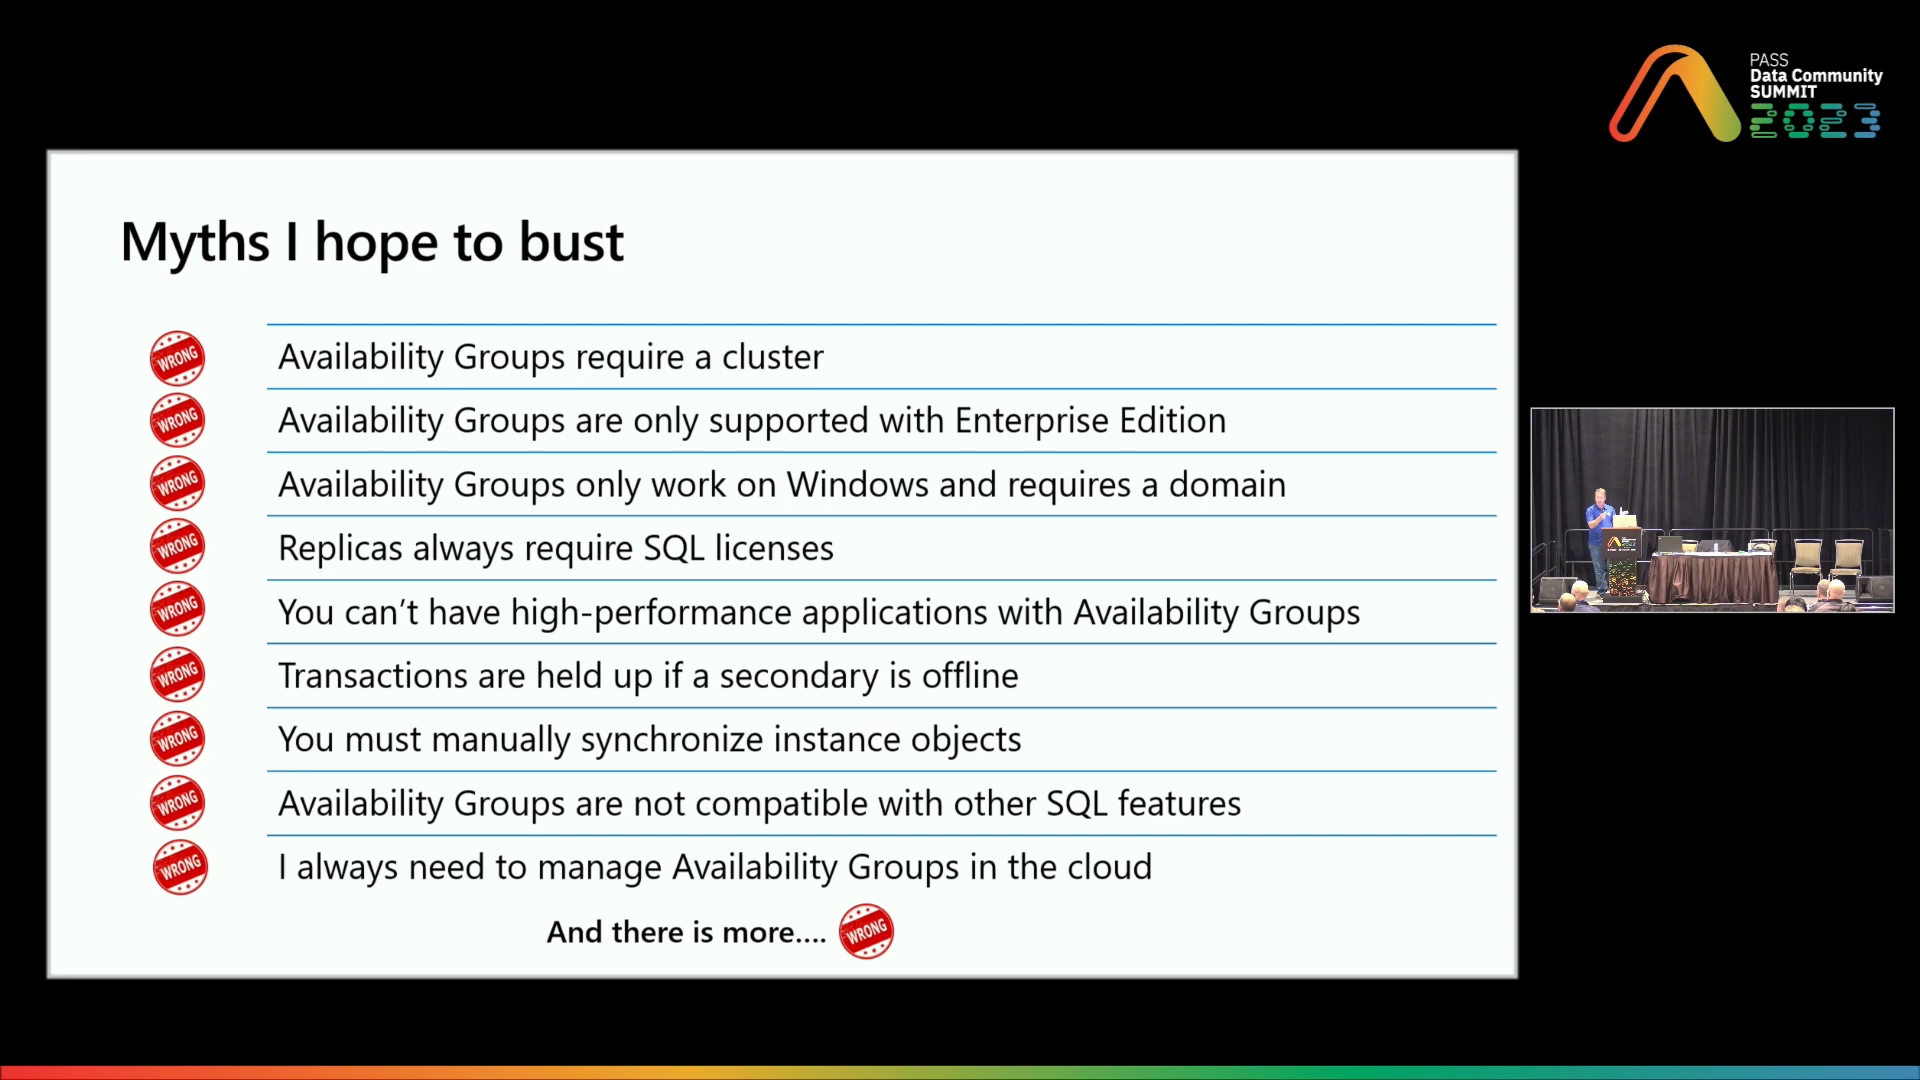 PASS
Data Community
SUMMIT
2023
Myths I hope to bust
WRONG Availability Groups require a cluster
WRONG Availability Groups are only supported with Enterprise Edition
WRONG Availability Groups only work on Windows and requires a domain
WRONG Replicas always require SQL licenses
WRONG You can’t have high-performance applications with Availability Groups
WRONG Transactions are held up if a secondary is offline
WRONG You must manually synchronize instance objects
WRONG Availability Groups are not compatible with other SQL features
WRONG I always need to manage Availability Groups in the cloud
And there is more.... WRONG